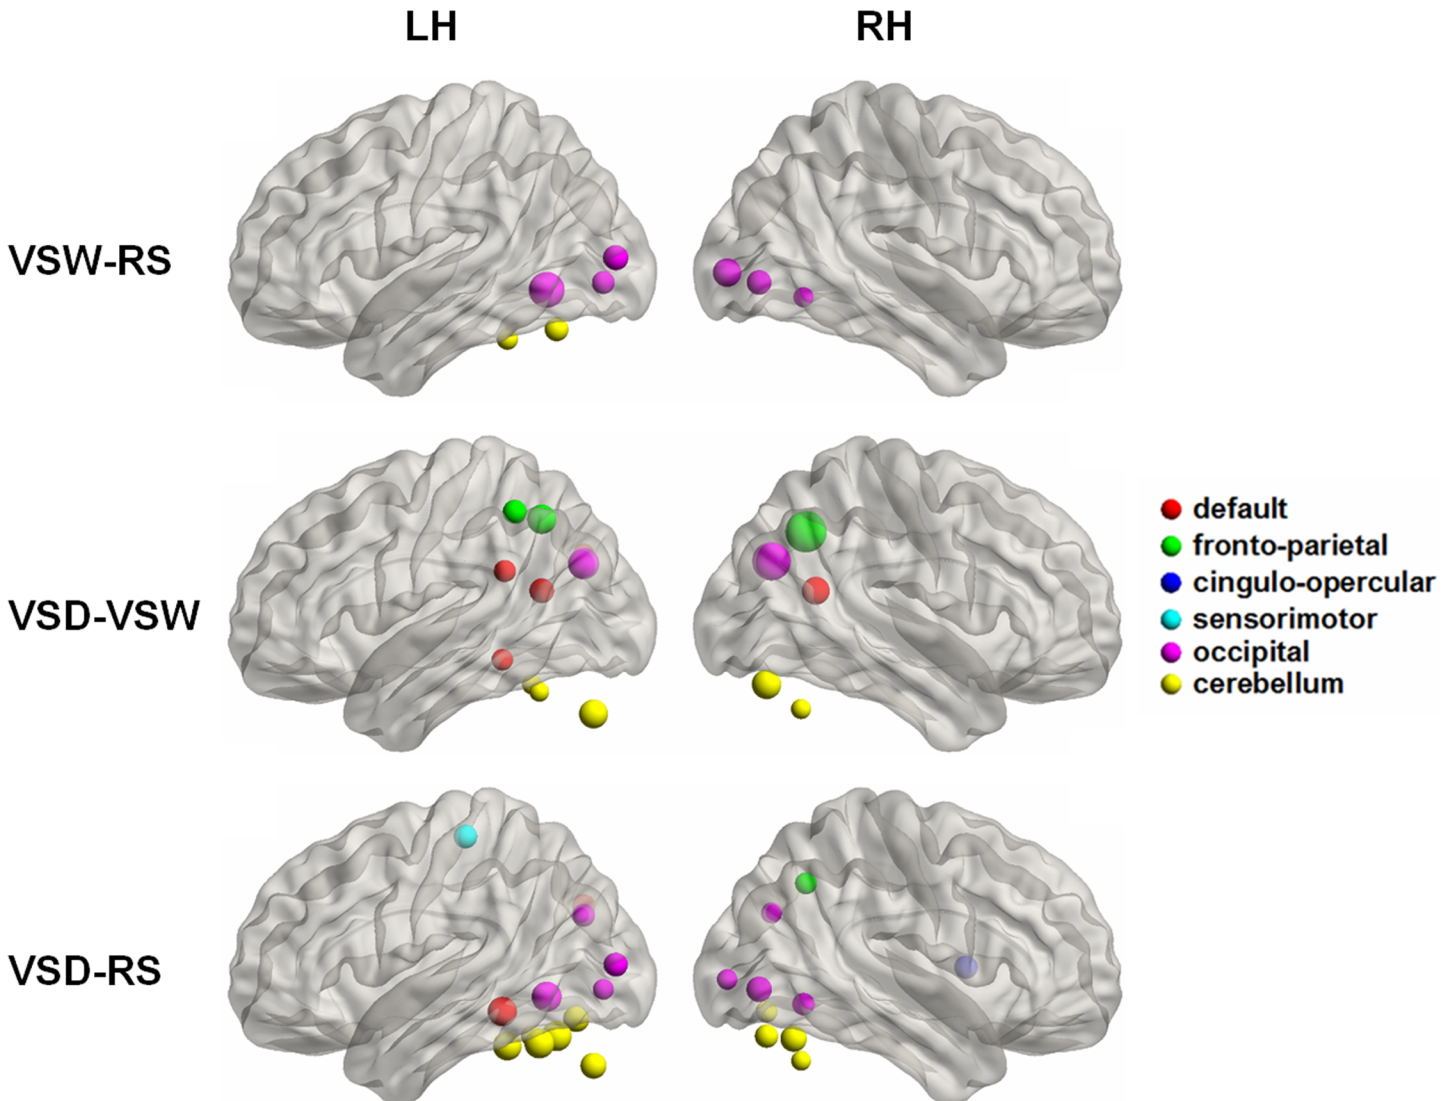 LH
RH
VSW-RS
VSD-VSW
default
fronto-parietal
cingulo-opercular
sensorimotor
occipital
cerebellum
VSD-RS